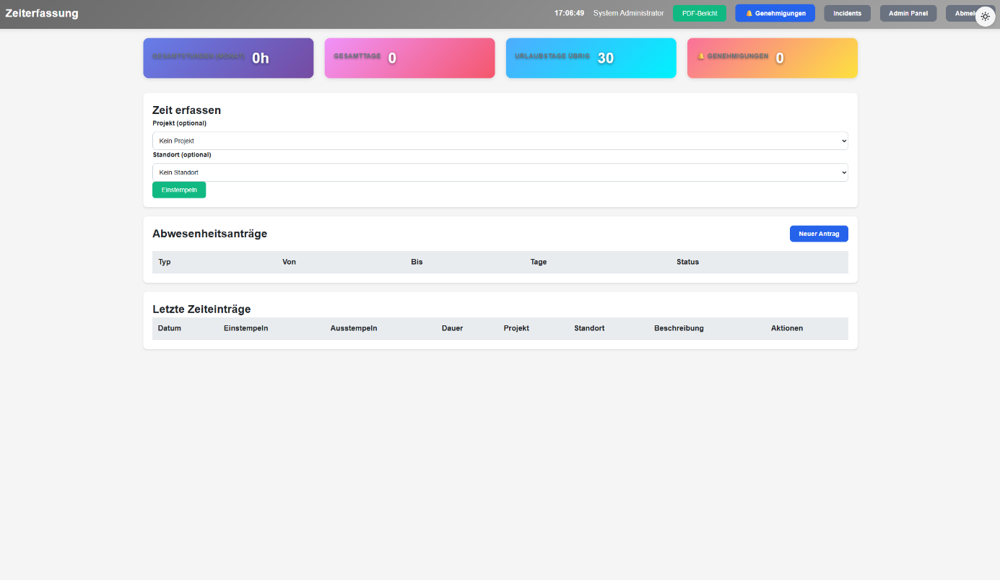 Zeiterfassung
17:06:49 System Administrator PDF-Bericht 🔔 Genehmigungen Incidents Admin Panel Abmel
GESAMTSTUNDEN (MONAT) 0h
GESAMTTAGE 0
URLAUBSTAGE ÜBRIG 30
🔔 GENEHMIGUNGEN 0
Zeit erfassen
Projekt (optional)
Kein Projekt
Standort (optional)
Kein Standort
Einstempeln
Abwesenheitsanträge
Neuer Antrag
Typ Von Bis Tage Status
Letzte Zeiteinträge
Datum Einstempeln Ausstempeln Dauer Projekt Standort Beschreibung Aktionen